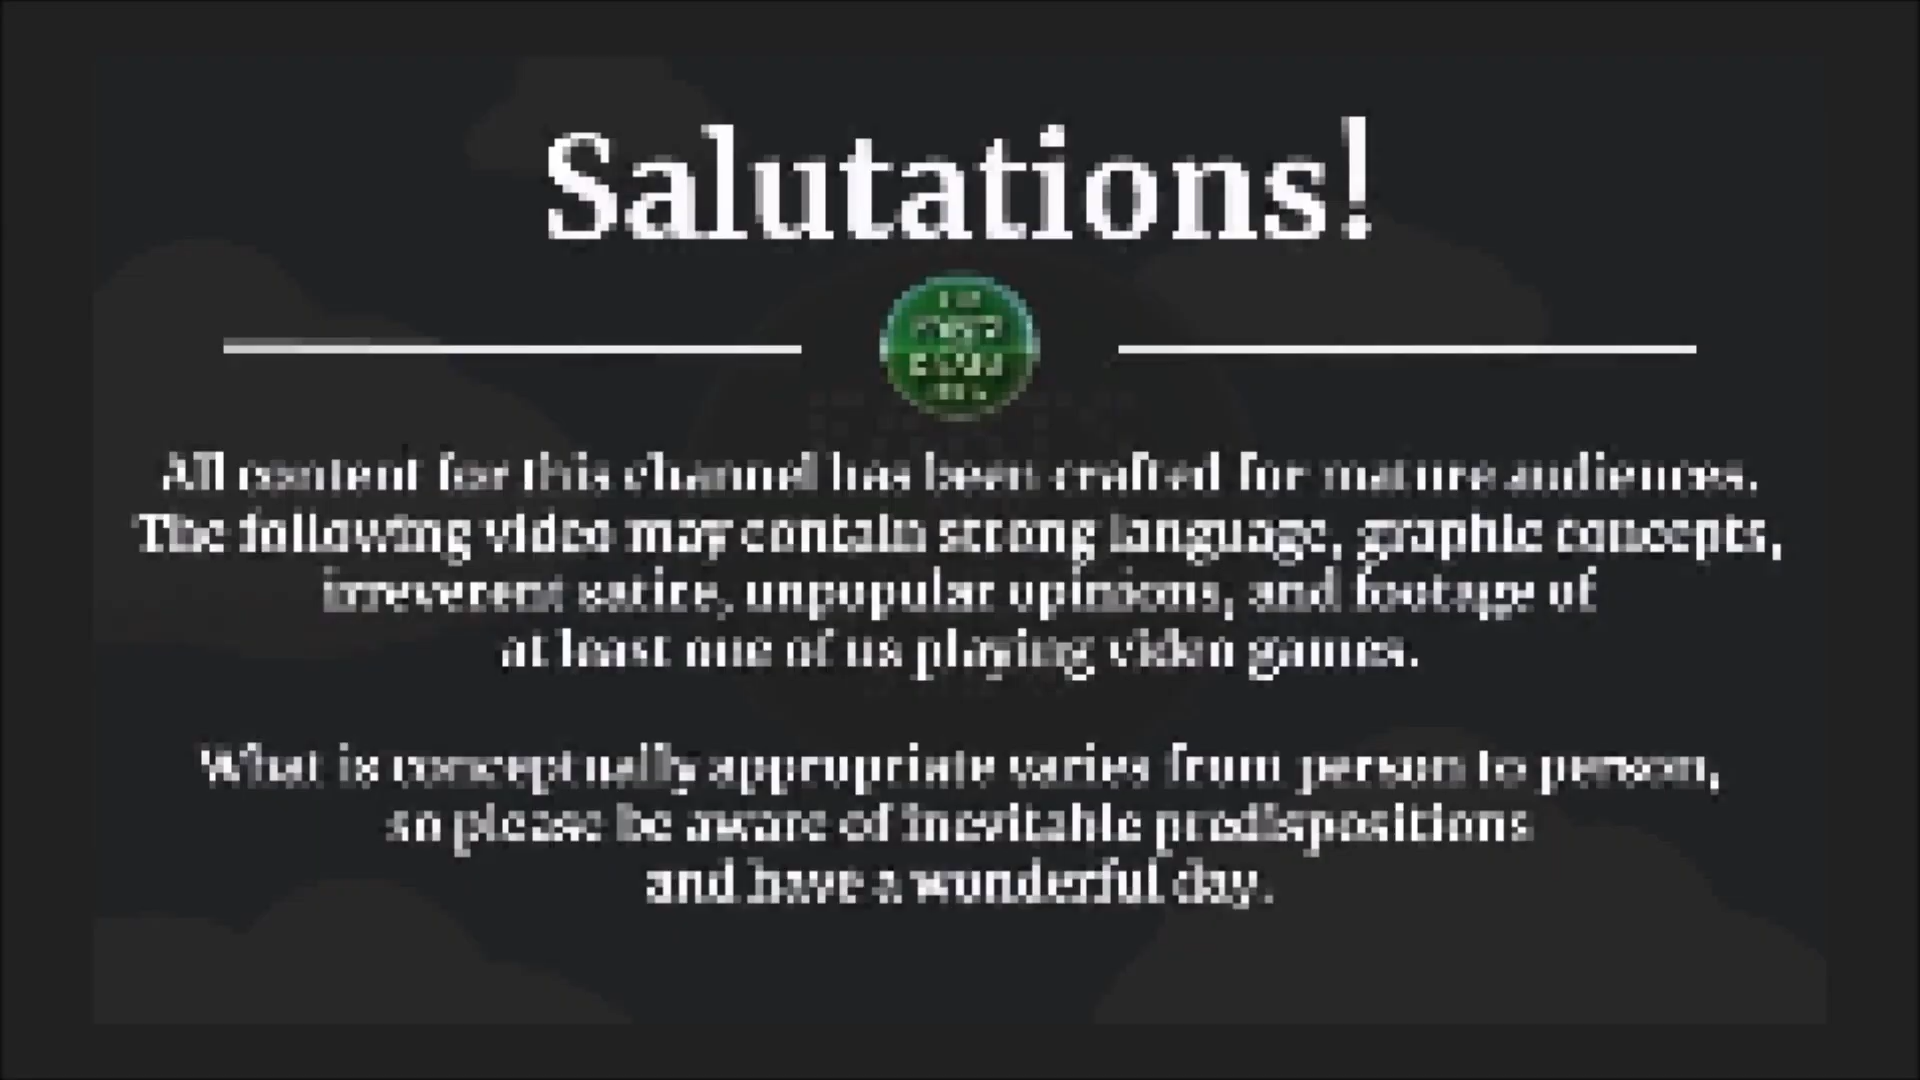 Salutations!
All content for this channel has been crafted for mature audiences.
The following video may contain strong language, graphic concepts,
irreverent satire, unpopular opinions, and footage of
at least one of us playing video games.
What is conceptually appropriate varies from person to person,
so please be aware of inevitable predispositions
and have a wonderful day.